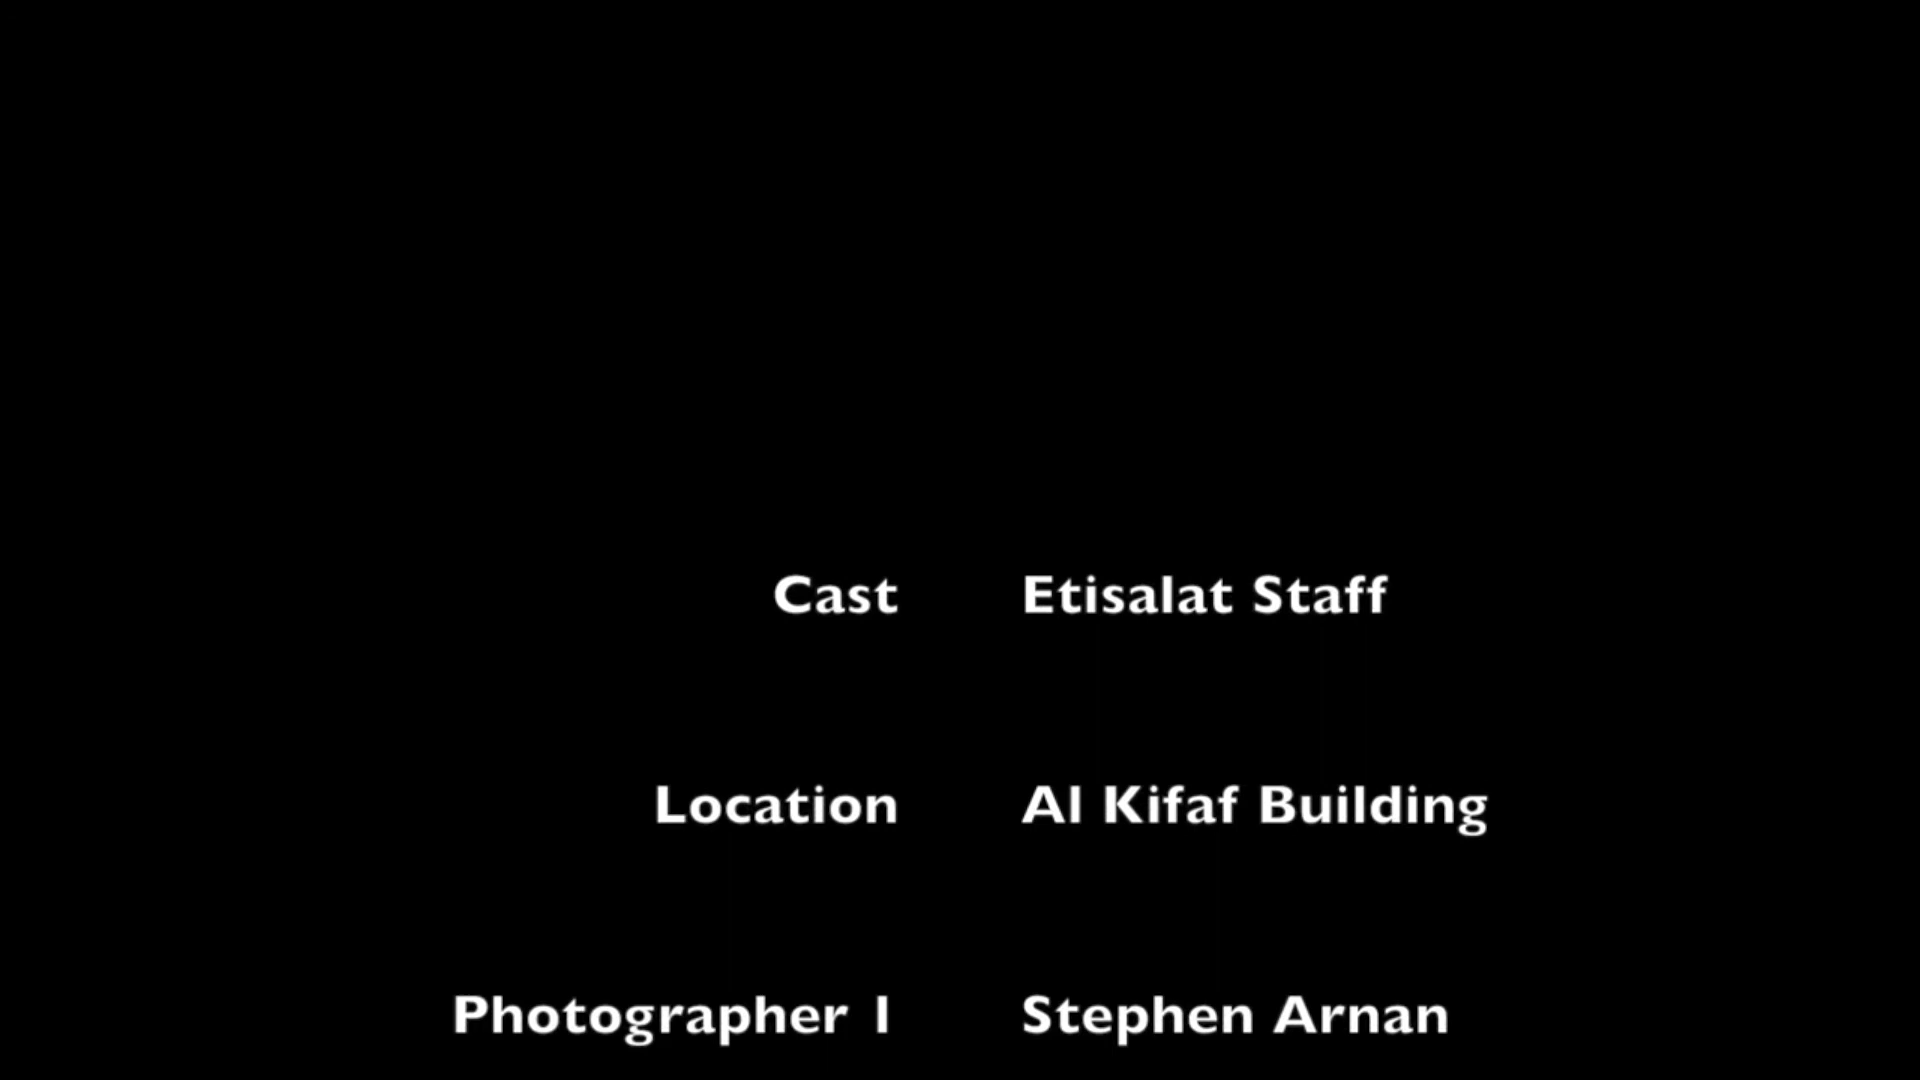 Cast Etisalat Staff
Location Al Kifaf Building
Photographer 1 Stephen Arnan